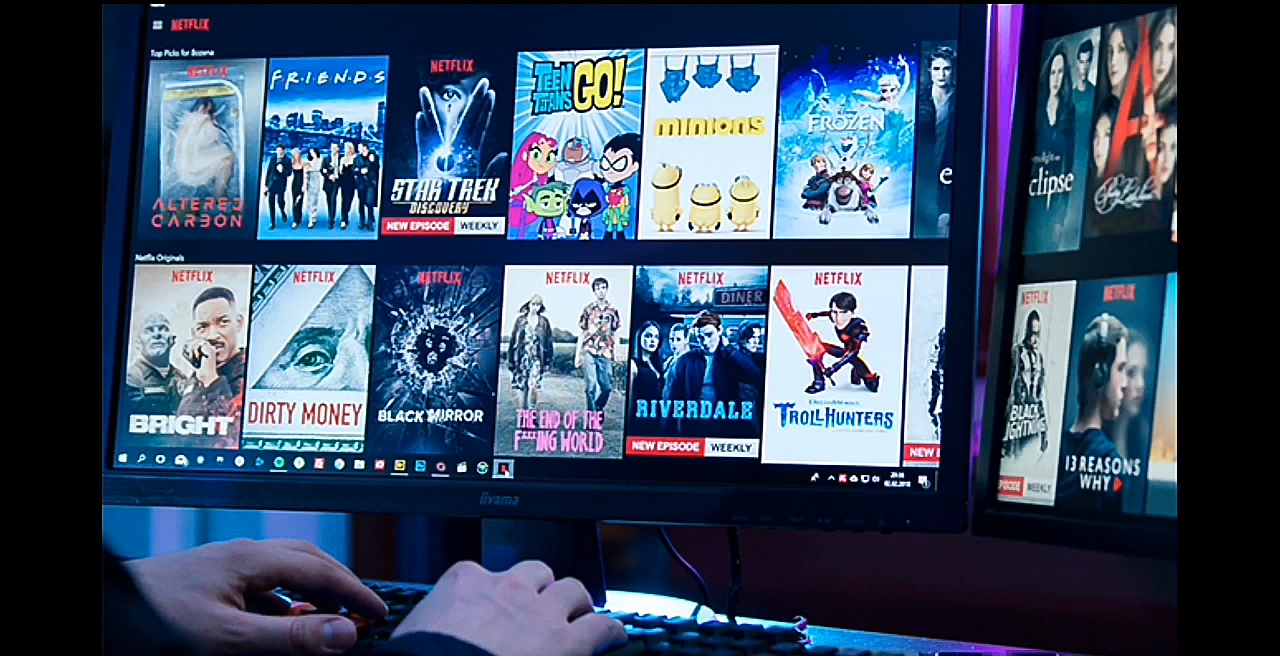 NETFLIX
Top Picks for Bozena
NETFLIX
ALTERED
CARBON
F·R·I·E·N·D·S
NETFLIX
STAR TREK
DISCOVERY
NEW EPISODE WEEKLY
TEEN
TITANS
GO!
minions
FROZEN
e
clipse
A
Netflix Originals
NETFLIX
BRIGHT
NETFLIX
DIRTY MONEY
NETFLIX
BLACK MIRROR
NETFLIX
THE END OF THE
F***ING WORLD
NETFLIX
DINER
RIVERDALE
NEW EPISODE WEEKLY
NETFLIX
TROLLHUNTERS
NEW
NETFLIX
BLACK
LIGHTNING
EPISODE WEEKLY
NETFLIX
13 REASONS
WHY
iiyama